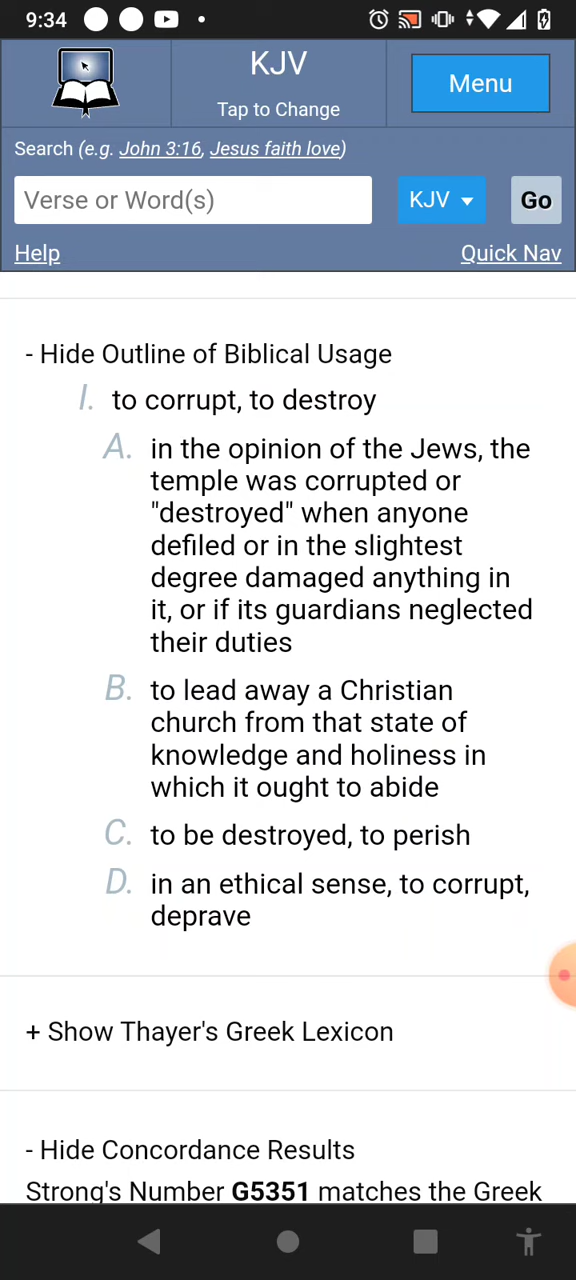 9:34
KJV
Tap to Change
Menu
Search (e.g. John 3:16, Jesus faith love)
Verse or Word(s)
KJV
Go
Help
Quick Nav
- Hide Outline of Biblical Usage
I. to corrupt, to destroy
A. in the opinion of the Jews, the
temple was corrupted or
"destroyed" when anyone
defiled or in the slightest
degree damaged anything in
it, or if its guardians neglected
their duties
B. to lead away a Christian
church from that state of
knowledge and holiness in
which it ought to abide
C. to be destroyed, to perish
D. in an ethical sense, to corrupt,
deprave
+ Show Thayer's Greek Lexicon
- Hide Concordance Results
Strong's Number G5351 matches the Greek